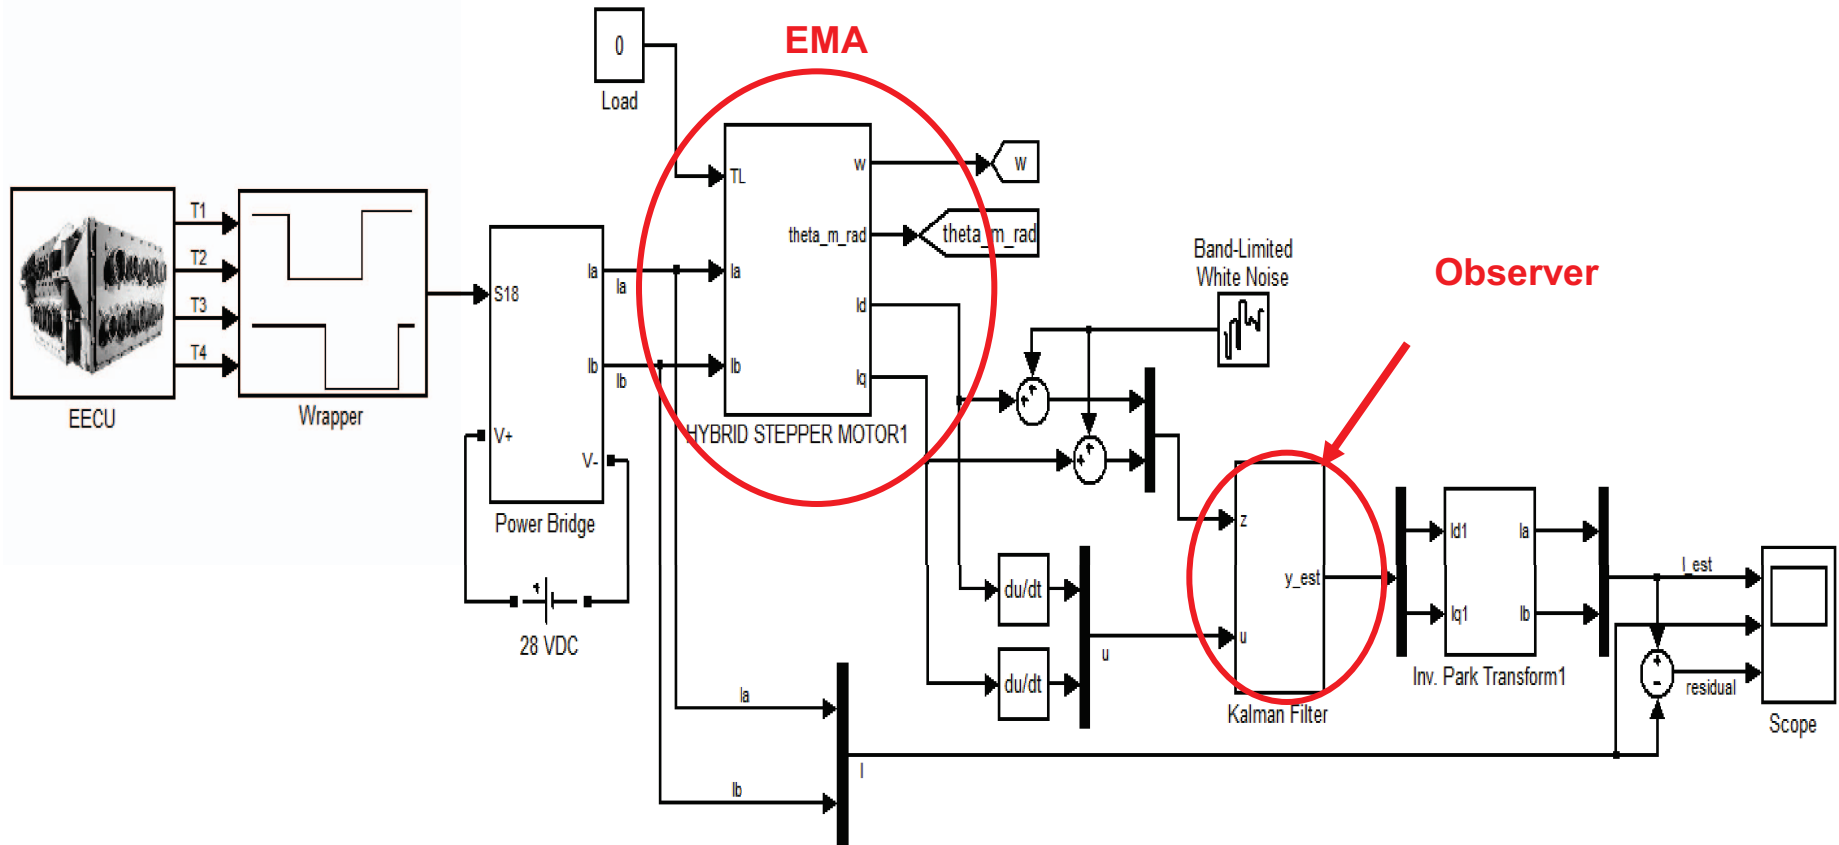 EMA
0
Load
TL
Ia
Ib
w
theta_m_rad
Id
Iq
HYBRID STEPPER MOTOR1
w
theta_m_rad
T1
T2
T3
T4
EECU
Wrapper
S18
Ia
Ia
Ib
Ib
V+
V-
Power Bridge
+
28 VDC
Band-Limited
White Noise
Observer
+
+
+
+
du/dt
du/dt
u
z
u
y_est
Kalman Filter
Id1
Iq1
Ia
Ib
Inv. Park Transform1
I_est
+
-
residual
Scope
Ia
Ib
I